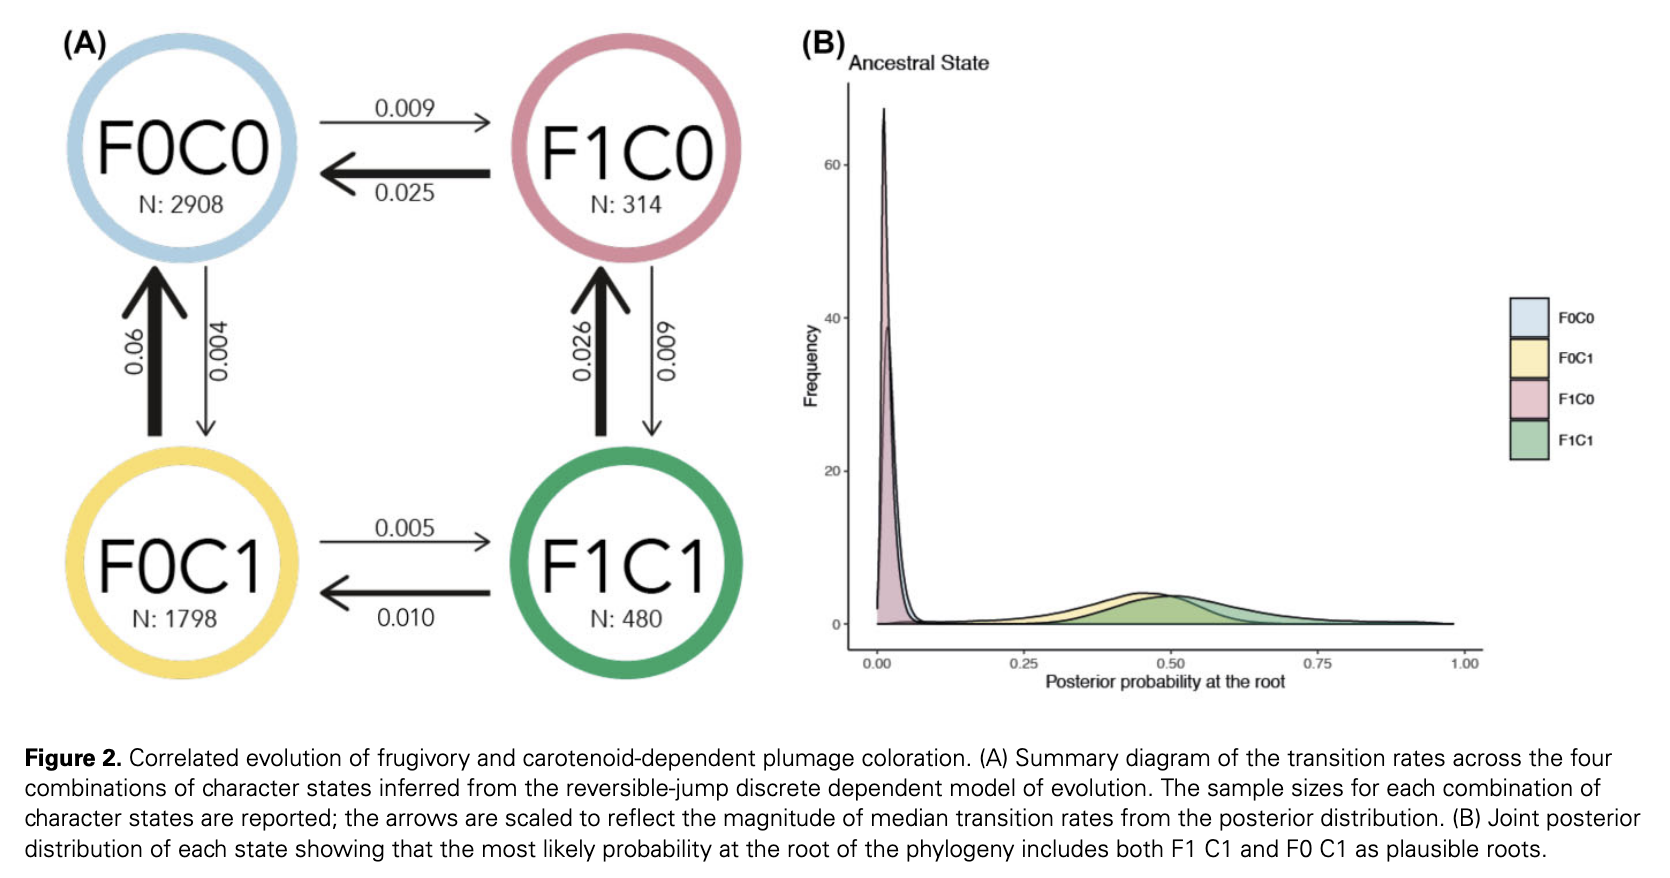 (A)
F0C0
N: 2908
0.009
0.025
F1C0
N: 314
0.06
0.004
0.026
0.009
F0C1
N: 1798
0.005
0.010
F1C1
N: 480
(B)
Ancestral State
Frequency
60
40
20
0
0.00 0.25 0.50 0.75 1.00
Posterior probability at the root
F0C0
F0C1
F1C0
F1C1
Figure 2. Correlated evolution of frugivory and carotenoid-dependent plumage coloration. (A) Summary diagram of the transition rates across the four
combinations of character states inferred from the reversible-jump discrete dependent model of evolution. The sample sizes for each combination of
character states are reported; the arrows are scaled to reflect the magnitude of median transition rates from the posterior distribution. (B) Joint posterior
distribution of each state showing that the most likely probability at the root of the phylogeny includes both F1 C1 and F0 C1 as plausible roots.